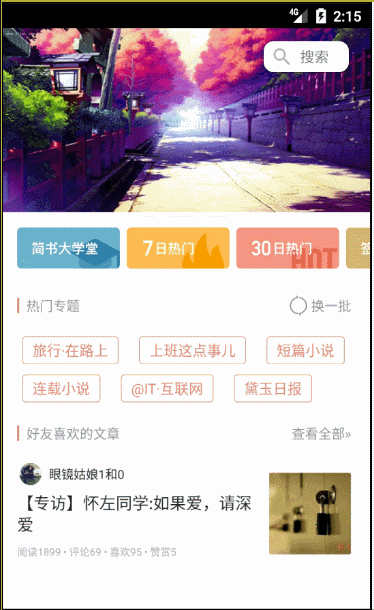 4G 2:15
搜索
简书大学堂 7日热门 30日热门 HOT
热门专题 换一批
旅行·在路上 上班这点事儿 短篇小说
连载小说 @IT·互联网 黛玉日报
好友喜欢的文章 查看全部»
眼镜姑娘1和0
【专访】怀左同学:如果爱，请深
爱
阅读1899 • 评论69 • 喜欢95 • 赞赏5